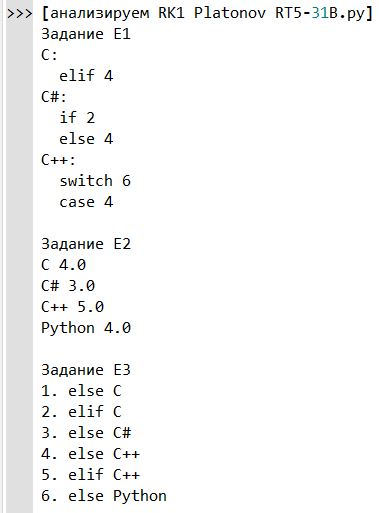 >>> [анализируем RK1 Platonov RT5-31B.py]
Задание E1
C:
  elif 4
C#:
  if 2
  else 4
C++:
  switch 6
  case 4

Задание E2
C 4.0
C# 3.0
C++ 5.0
Python 4.0

Задание E3
1. else C
2. elif C
3. else C#
4. else C++
5. elif C++
6. else Python